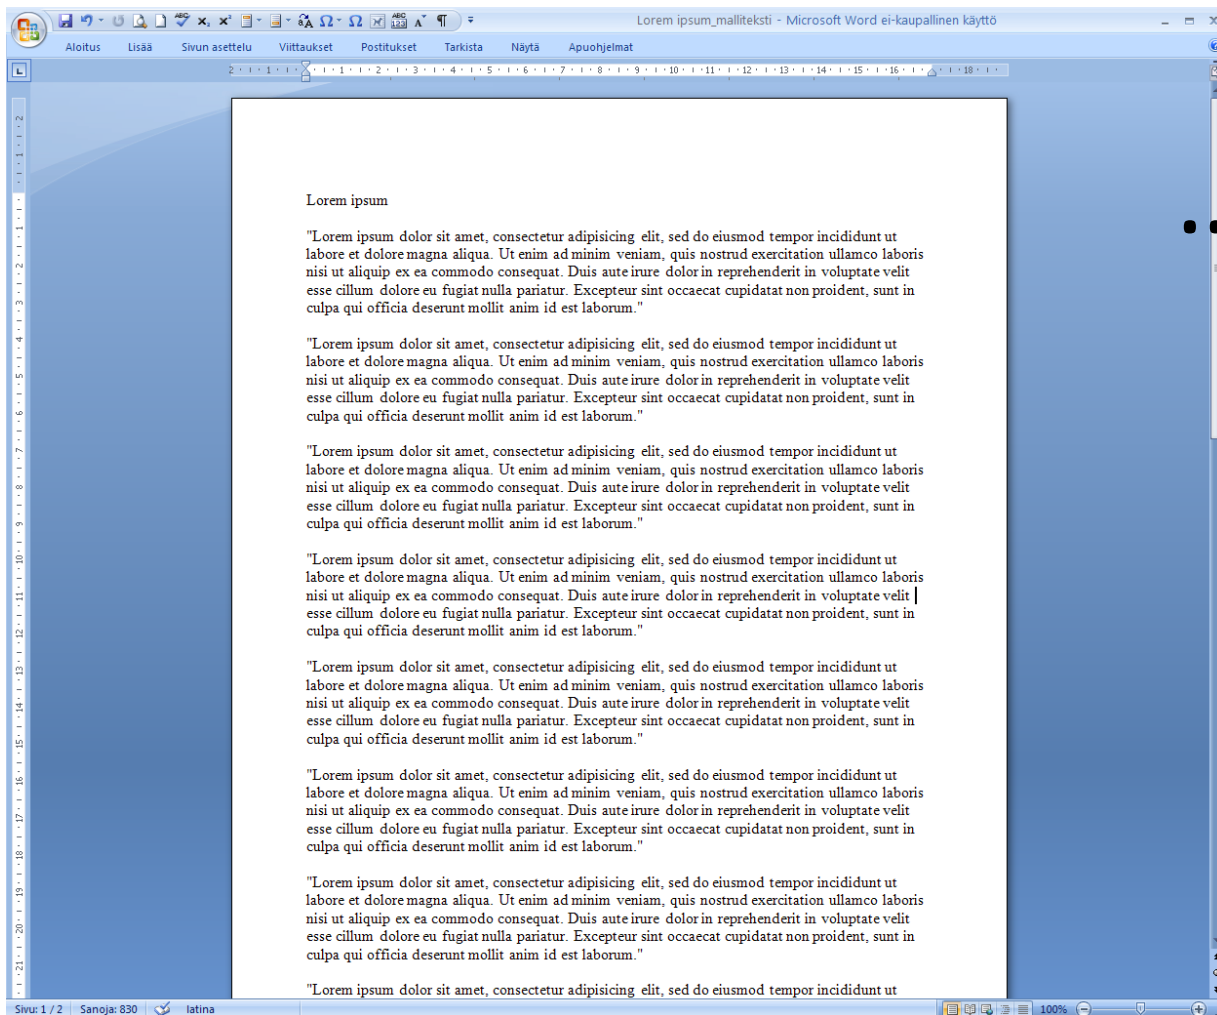 Lorem ipsum_malliteksti - Microsoft Word ei-kaupallinen käyttö
Aloitus Lisää Sivun asettelu Viittaukset Postitukset Tarkista Näytä Apuohjelmat
2 1 1 2 3 4 5 6 7 8 9 10 11 12 13 14 15 16 18
Lorem ipsum
"Lorem ipsum dolor sit amet, consectetur adipisicing elit, sed do eiusmod tempor incididunt ut
labore et dolore magna aliqua. Ut enim ad minim veniam, quis nostrud exercitation ullamco laboris
nisi ut aliquip ex ea commodo consequat. Duis aute irure dolor in reprehenderit in voluptate velit
esse cillum dolore eu fugiat nulla pariatur. Excepteur sint occaecat cupidatat non proident, sunt in
culpa qui officia deserunt mollit anim id est laborum."
"Lorem ipsum dolor sit amet, consectetur adipisicing elit, sed do eiusmod tempor incididunt ut
labore et dolore magna aliqua. Ut enim ad minim veniam, quis nostrud exercitation ullamco laboris
nisi ut aliquip ex ea commodo consequat. Duis aute irure dolor in reprehenderit in voluptate velit
esse cillum dolore eu fugiat nulla pariatur. Excepteur sint occaecat cupidatat non proident, sunt in
culpa qui officia deserunt mollit anim id est laborum."
"Lorem ipsum dolor sit amet, consectetur adipisicing elit, sed do eiusmod tempor incididunt ut
labore et dolore magna aliqua. Ut enim ad minim veniam, quis nostrud exercitation ullamco laboris
nisi ut aliquip ex ea commodo consequat. Duis aute irure dolor in reprehenderit in voluptate velit
esse cillum dolore eu fugiat nulla pariatur. Excepteur sint occaecat cupidatat non proident, sunt in
culpa qui officia deserunt mollit anim id est laborum."
"Lorem ipsum dolor sit amet, consectetur adipisicing elit, sed do eiusmod tempor incididunt ut
labore et dolore magna aliqua. Ut enim ad minim veniam, quis nostrud exercitation ullamco laboris
nisi ut aliquip ex ea commodo consequat. Duis aute irure dolor in reprehenderit in voluptate velit
esse cillum dolore eu fugiat nulla pariatur. Excepteur sint occaecat cupidatat non proident, sunt in
culpa qui officia deserunt mollit anim id est laborum."
"Lorem ipsum dolor sit amet, consectetur adipisicing elit, sed do eiusmod tempor incididunt ut
labore et dolore magna aliqua. Ut enim ad minim veniam, quis nostrud exercitation ullamco laboris
nisi ut aliquip ex ea commodo consequat. Duis aute irure dolor in reprehenderit in voluptate velit
esse cillum dolore eu fugiat nulla pariatur. Excepteur sint occaecat cupidatat non proident, sunt in
culpa qui officia deserunt mollit anim id est laborum."
"Lorem ipsum dolor sit amet, consectetur adipisicing elit, sed do eiusmod tempor incididunt ut
labore et dolore magna aliqua. Ut enim ad minim veniam, quis nostrud exercitation ullamco laboris
nisi ut aliquip ex ea commodo consequat. Duis aute irure dolor in reprehenderit in voluptate velit
esse cillum dolore eu fugiat nulla pariatur. Excepteur sint occaecat cupidatat non proident, sunt in
culpa qui officia deserunt mollit anim id est laborum."
"Lorem ipsum dolor sit amet, consectetur adipisicing elit, sed do eiusmod tempor incididunt ut
labore et dolore magna aliqua. Ut enim ad minim veniam, quis nostrud exercitation ullamco laboris
nisi ut aliquip ex ea commodo consequat. Duis aute irure dolor in reprehenderit in voluptate velit
esse cillum dolore eu fugiat nulla pariatur. Excepteur sint occaecat cupidatat non proident, sunt in
culpa qui officia deserunt mollit anim id est laborum."
"Lorem ipsum dolor sit amet, consectetur adipisicing elit, sed do eiusmod tempor incididunt ut
Sivu: 1 / 2 Sanoja: 830 latina 100%